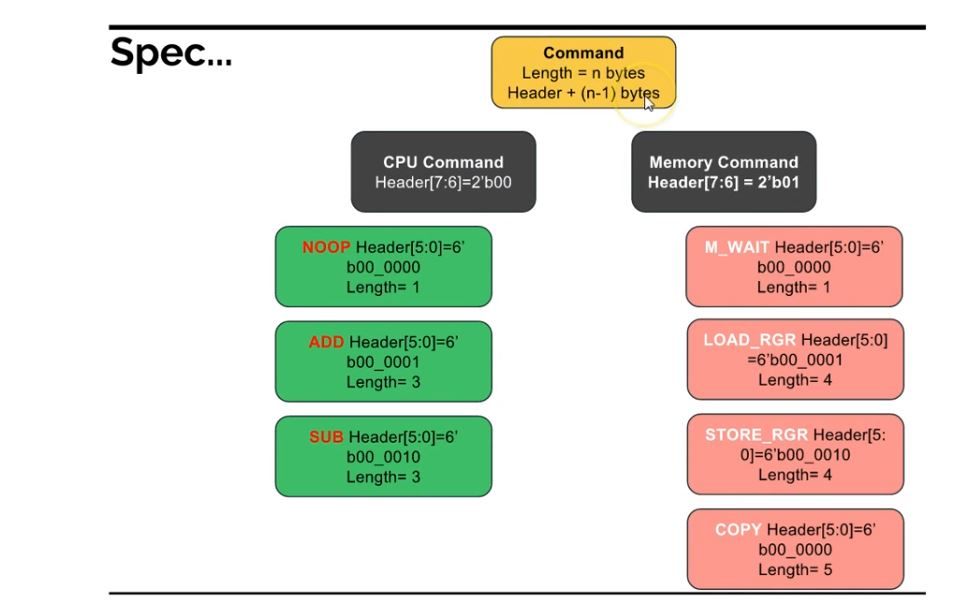 Spec...
Command
Length = n bytes
Header + (n-1) bytes
CPU Command
Header[7:6]=2'b00
Memory Command
Header[7:6] = 2'b01
NOOP Header[5:0]=6'
b00_0000
Length= 1
ADD Header[5:0]=6'
b00_0001
Length= 3
SUB Header[5:0]=6'
b00_0010
Length= 3
M_WAIT Header[5:0]=6'
b00_0000
Length= 1
LOAD_RGR Header[5:0]
=6'b00_0001
Length= 4
STORE_RGR Header[5:
0]=6'b00_0010
Length= 4
COPY Header[5:0]=6'
b00_0000
Length= 5